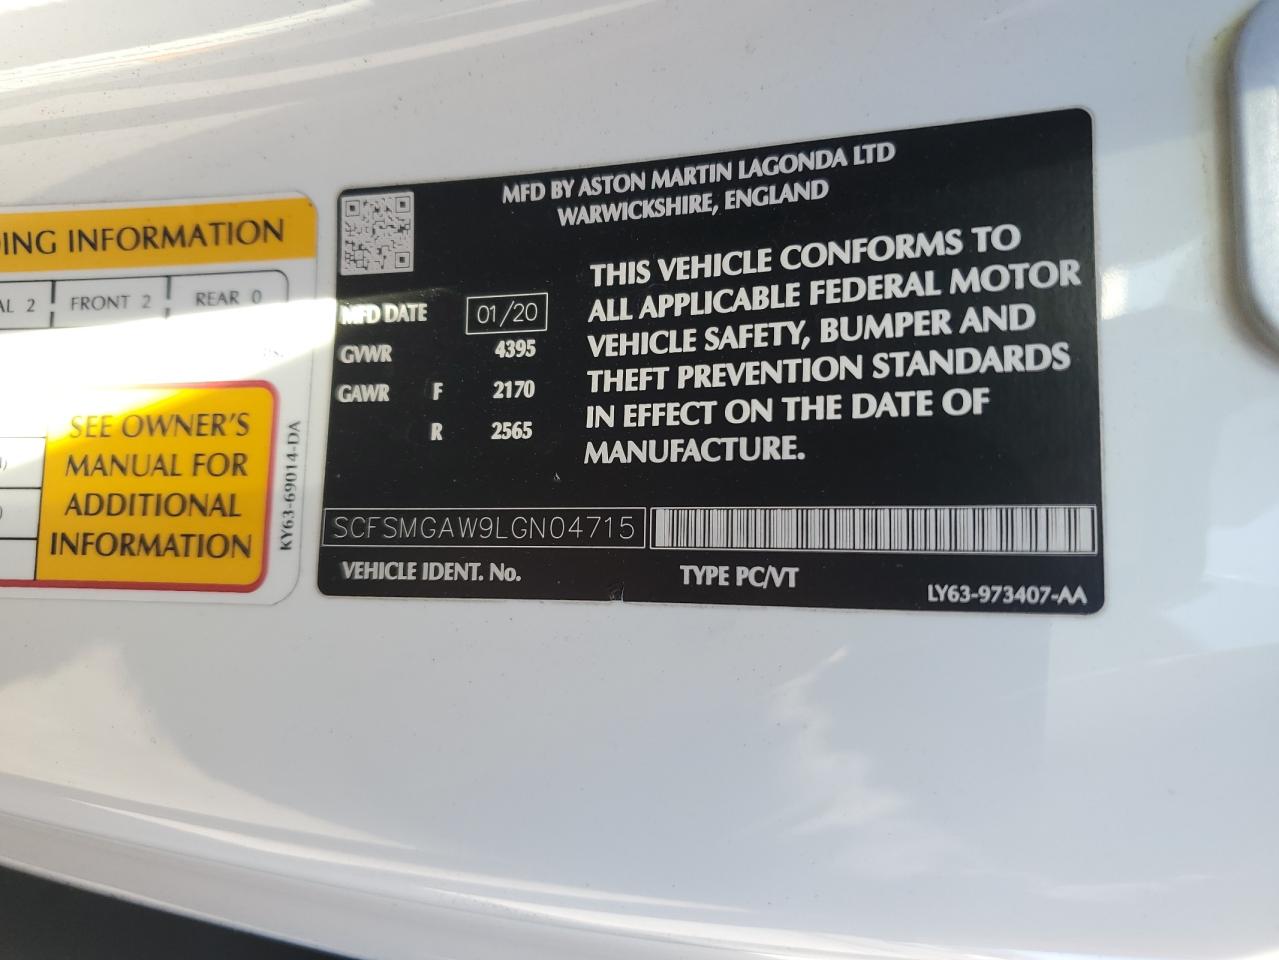 DING INFORMATION
AL 2 FRONT 2 REAR 0
SEE OWNER'S
MANUAL FOR
ADDITIONAL
INFORMATION
KY63-69014-DA
MFD BY ASTON MARTIN LAGONDA LTD
WARWICKSHIRE, ENGLAND
MFD DATE 01/20
GVWR 4395
GAWR F 2170
R 2565
THIS VEHICLE CONFORMS TO
ALL APPLICABLE FEDERAL MOTOR
VEHICLE SAFETY, BUMPER AND
THEFT PREVENTION STANDARDS
IN EFFECT ON THE DATE OF
MANUFACTURE.
SCFSMGAW9LGN04715
VEHICLE IDENT. No.
TYPE PC/VT
LY63-973407-AA